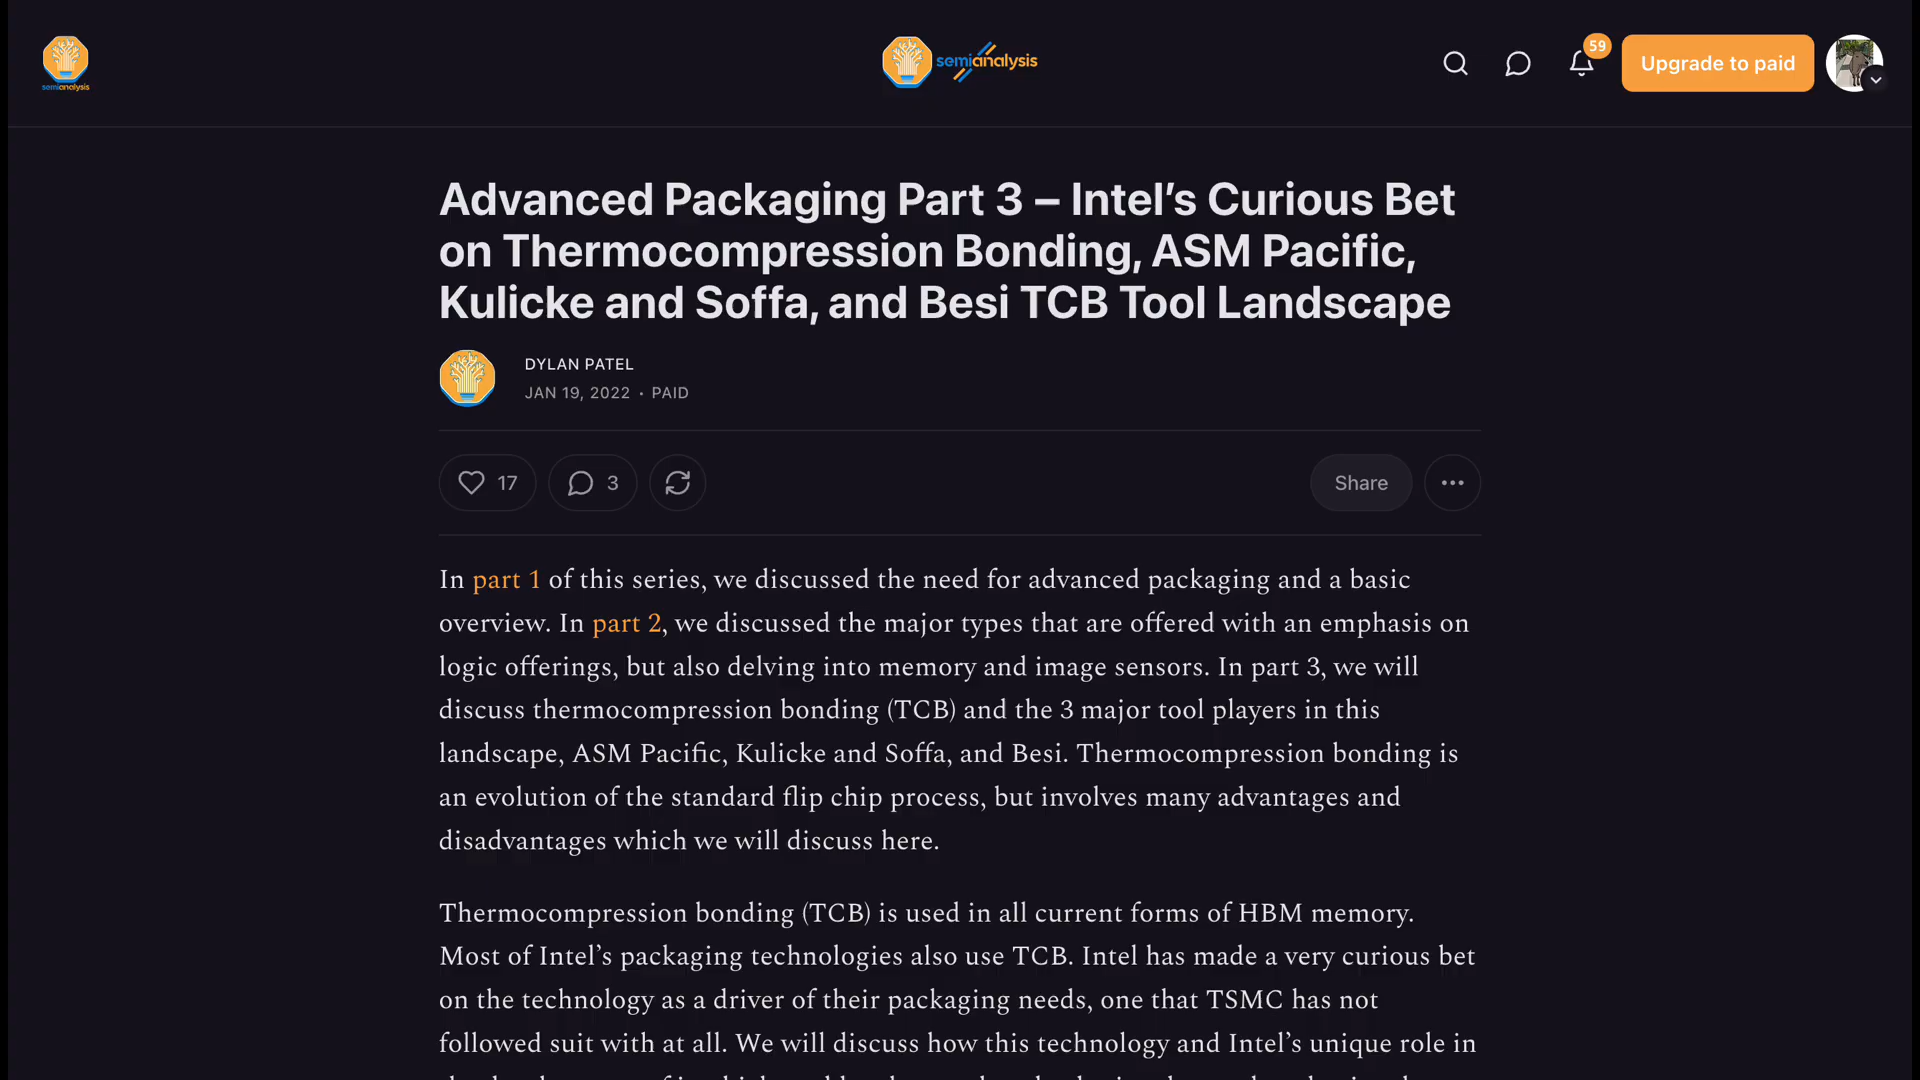 semianalysis
semianalysis
59
Upgrade to paid
Advanced Packaging Part 3 – Intel’s Curious Bet
on Thermocompression Bonding, ASM Pacific,
Kulicke and Soffa, and Besi TCB Tool Landscape
DYLAN PATEL
JAN 19, 2022 • PAID
17
3
Share
In part 1 of this series, we discussed the need for advanced packaging and a basic
overview. In part 2, we discussed the major types that are offered with an emphasis on
logic offerings, but also delving into memory and image sensors. In part 3, we will
discuss thermocompression bonding (TCB) and the 3 major tool players in this
landscape, ASM Pacific, Kulicke and Soffa, and Besi. Thermocompression bonding is
an evolution of the standard flip chip process, but involves many advantages and
disadvantages which we will discuss here.
Thermocompression bonding (TCB) is used in all current forms of HBM memory.
Most of Intel’s packaging technologies also use TCB. Intel has made a very curious bet
on the technology as a driver of their packaging needs, one that TSMC has not
followed suit with at all. We will discuss how this technology and Intel’s unique role in